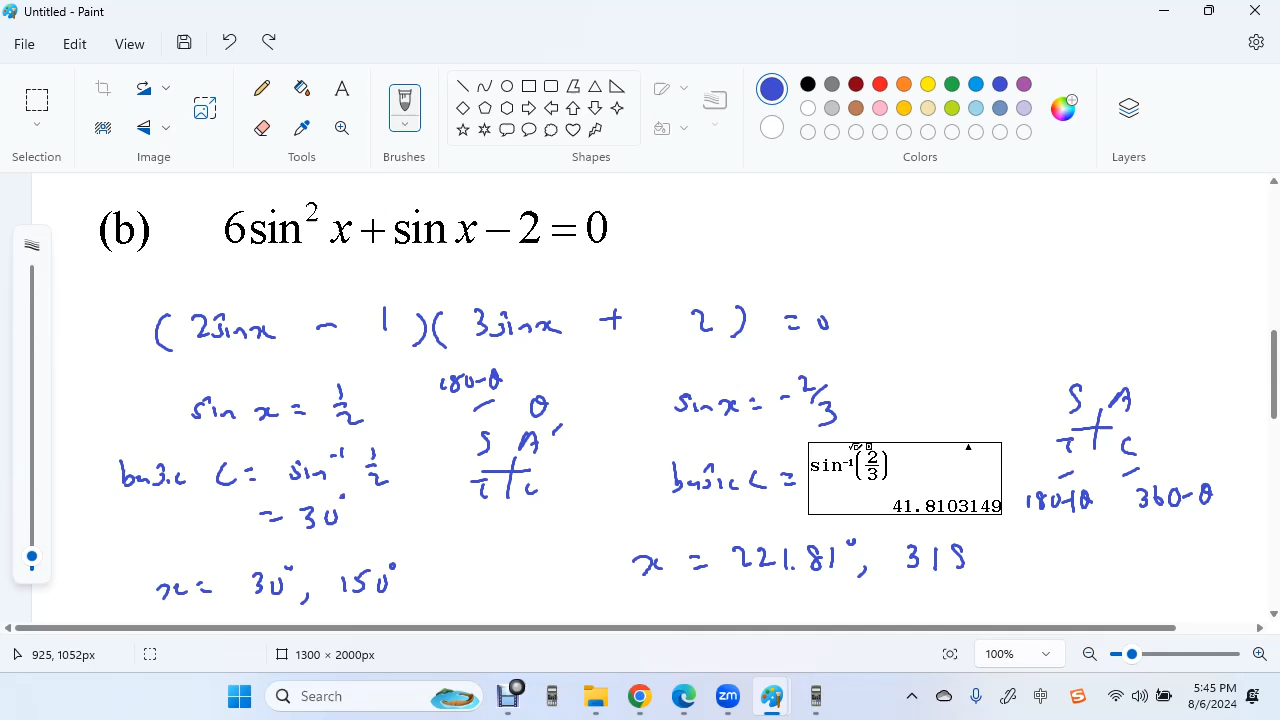 Untitled - Paint
File Edit View
Selection Image Tools Brushes Shapes Colors Layers
(b) 6sin² x + sin x − 2 = 0
(2sinx - 1)(3sinx + 2) = 0
180-θ θ
sin x = 1/2 S A T C
sinx = -2/3 S A T C
basic ∠ = sin⁻¹ 1/2
= 30°
basic ∠ = sin⁻¹(2/3)
41.8103149
180+θ 360-θ
x = 30°, 150°
x = 221.81°, 318
925, 1052px 1300 × 2000px 100%
Search zm 中 S 5:45 PM
8/6/2024